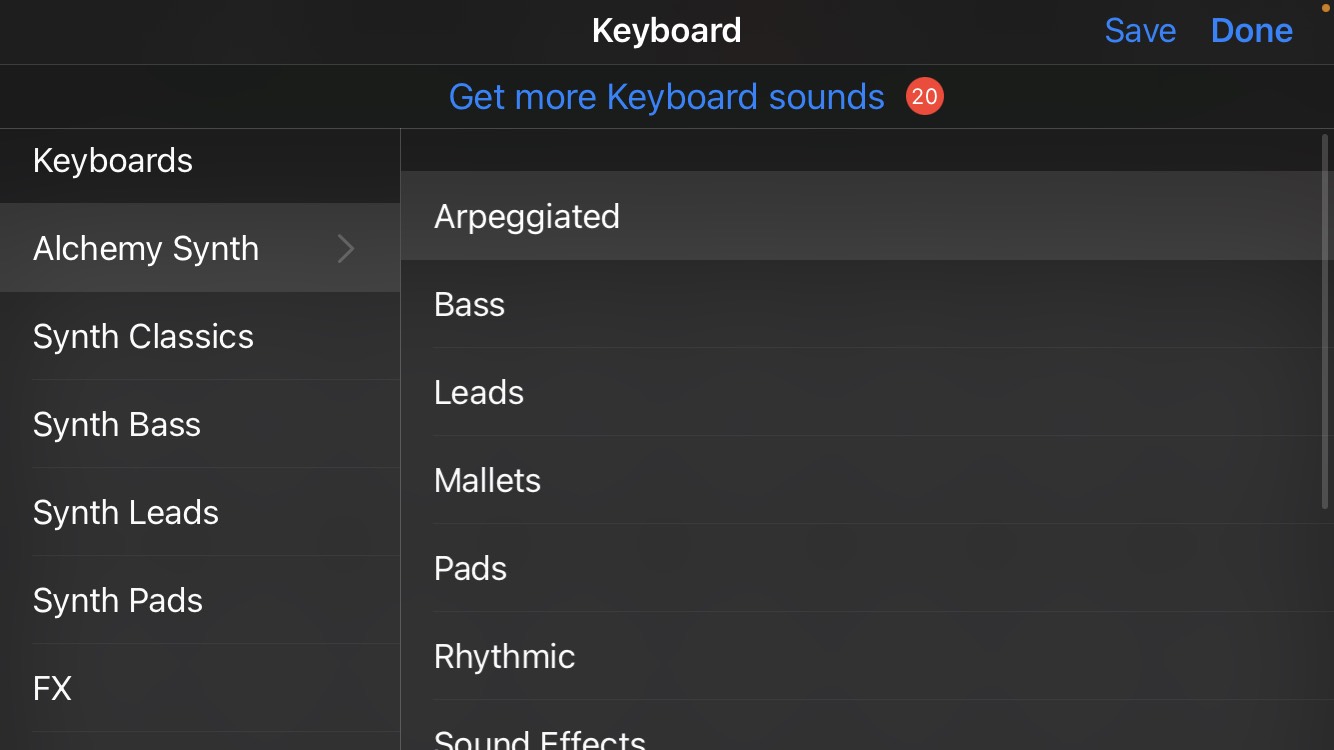 Keyboard
Save
Done
Get more Keyboard sounds 20
Keyboards
Alchemy Synth
Synth Classics
Synth Bass
Synth Leads
Synth Pads
FX
Arpeggiated
Bass
Leads
Mallets
Pads
Rhythmic
Sound Effects